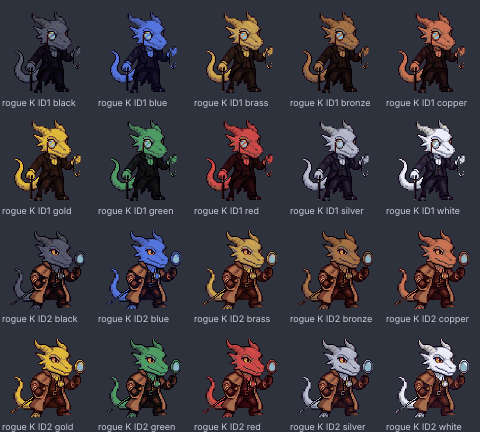 rogue K ID1 black
rogue K ID1 blue
rogue K ID1 brass
rogue K ID1 bronze
rogue K ID1 copper
rogue K ID1 gold
rogue K ID1 green
rogue K ID1 red
rogue K ID1 silver
rogue K ID1 white
rogue K ID2 black
rogue K ID2 blue
rogue K ID2 brass
rogue K ID2 bronze
rogue K ID2 copper
rogue K ID2 gold
rogue K ID2 green
rogue K ID2 red
rogue K ID2 silver
rogue K ID2 white